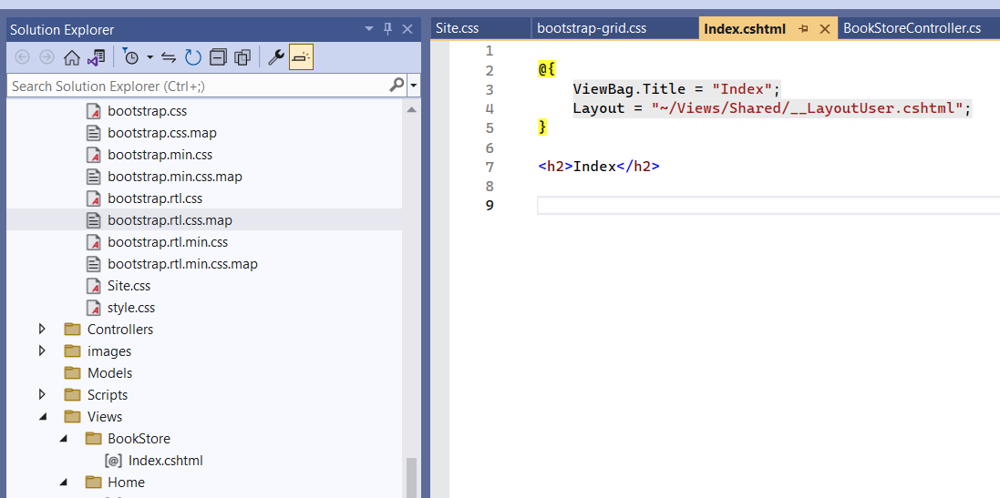 Solution Explorer
Search Solution Explorer (Ctrl+;)
bootstrap.css
bootstrap.css.map
bootstrap.min.css
bootstrap.min.css.map
bootstrap.rtl.css
bootstrap.rtl.css.map
bootstrap.rtl.min.css
bootstrap.rtl.min.css.map
Site.css
style.css
Controllers
images
Models
Scripts
Views
BookStore
[@] Index.cshtml
Home
Site.css bootstrap-grid.css Index.cshtml BookStoreController.cs
1
2 @{
3 ViewBag.Title = "Index";
4 Layout = "~/Views/Shared/__LayoutUser.cshtml";
5 }
6
7 <h2>Index</h2>
8
9